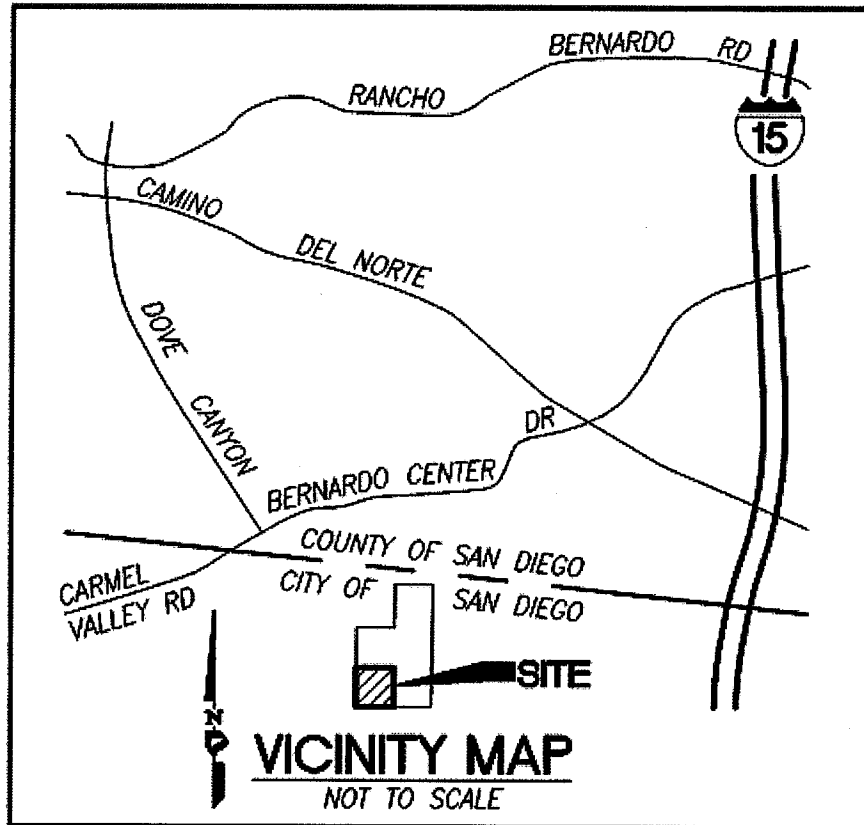 RANCHO BERNARDO RD
15
CAMINO DEL NORTE
DOVE CANYON
BERNARDO CENTER DR
COUNTY OF SAN DIEGO
CITY OF SAN DIEGO
CARMEL
VALLEY RD
SITE
N
VICINITY MAP
NOT TO SCALE